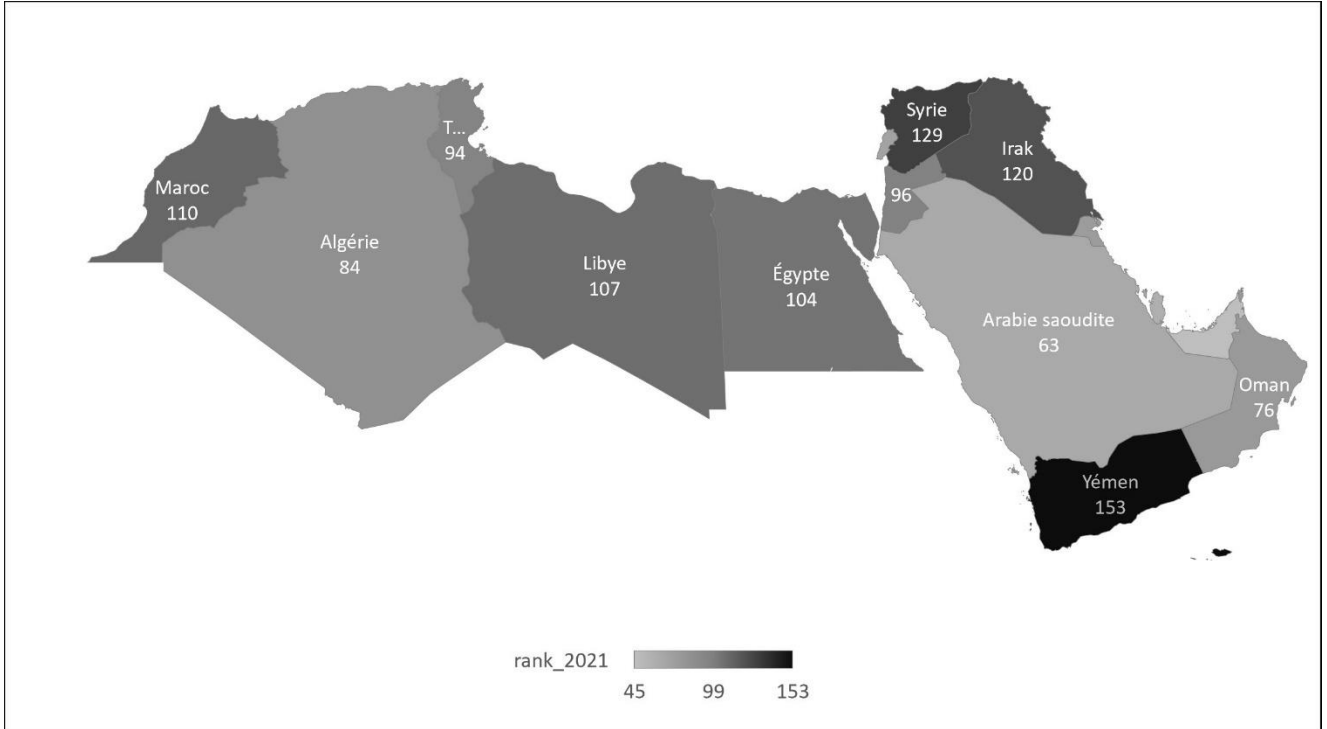 Maroc
110
Algérie
84
T...
94
Libye
107
Égypte
104
Syrie
129
Irak
120
96
Arabie saoudite
63
Oman
76
Yémen
153
rank_2021
45 99 153